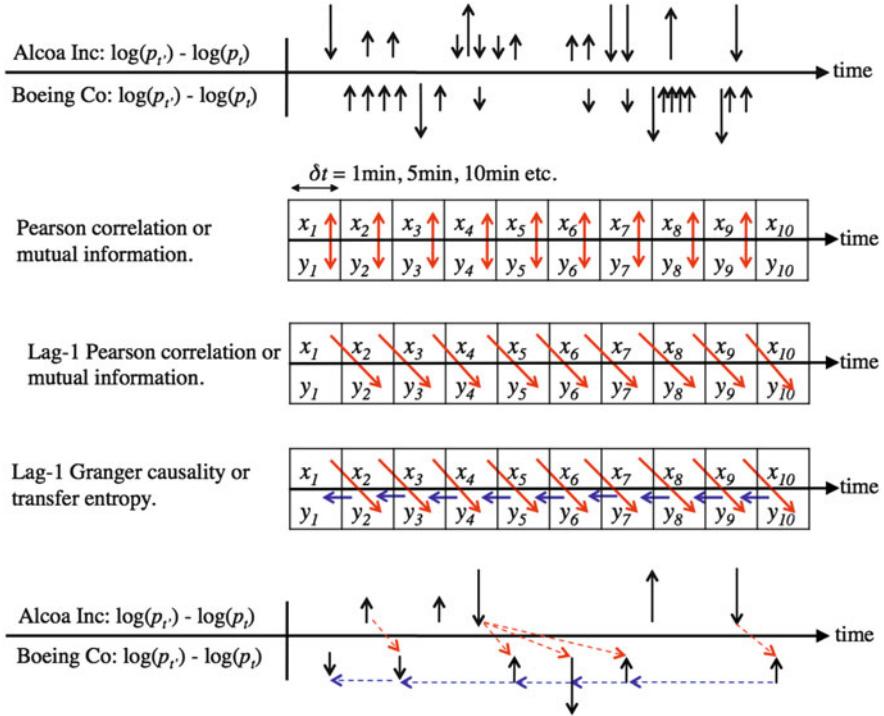 Alcoa Inc: log(pt') - log(pt)
time
Boeing Co: log(pt') - log(pt)
δt = 1min, 5min, 10min etc.
Pearson correlation or
mutual information.
x1 x2 x3 x4 x5 x6 x7 x8 x9 x10
time
y1 y2 y3 y4 y5 y6 y7 y8 y9 y10
Lag-1 Pearson correlation or
mutual information.
x1 x2 x3 x4 x5 x6 x7 x8 x9 x10
time
y1 y2 y3 y4 y5 y6 y7 y8 y9 y10
Lag-1 Granger causality or
transfer entropy.
x1 x2 x3 x4 x5 x6 x7 x8 x9 x10
time
y1 y2 y3 y4 y5 y6 y7 y8 y9 y10
Alcoa Inc: log(pt') - log(pt)
time
Boeing Co: log(pt') - log(pt)